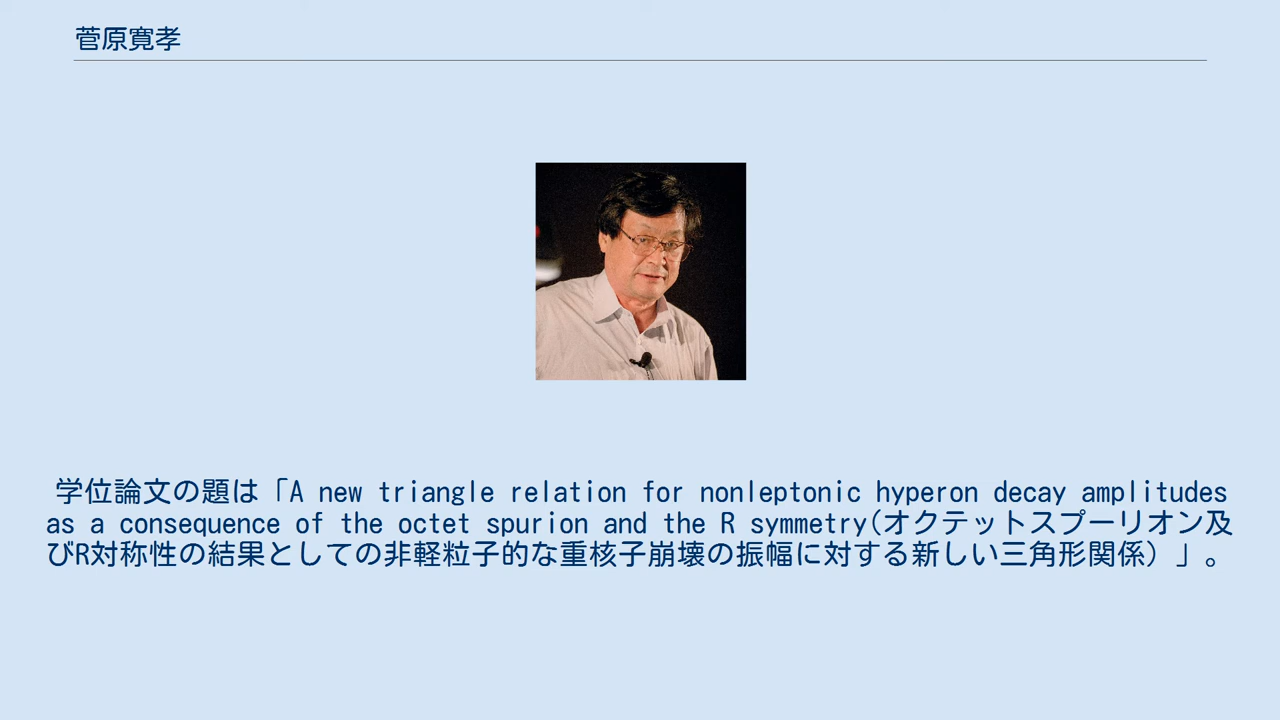 菅原寛孝
学位論文の題は「A new triangle relation for nonleptonic hyperon decay amplitudes
as a consequence of the octet spurion and the R symmetry(オクテットスプーリオン及
びR対称性の結果としての非軽粒子的な重核子崩壊の振幅に対する新しい三角形関係）」。